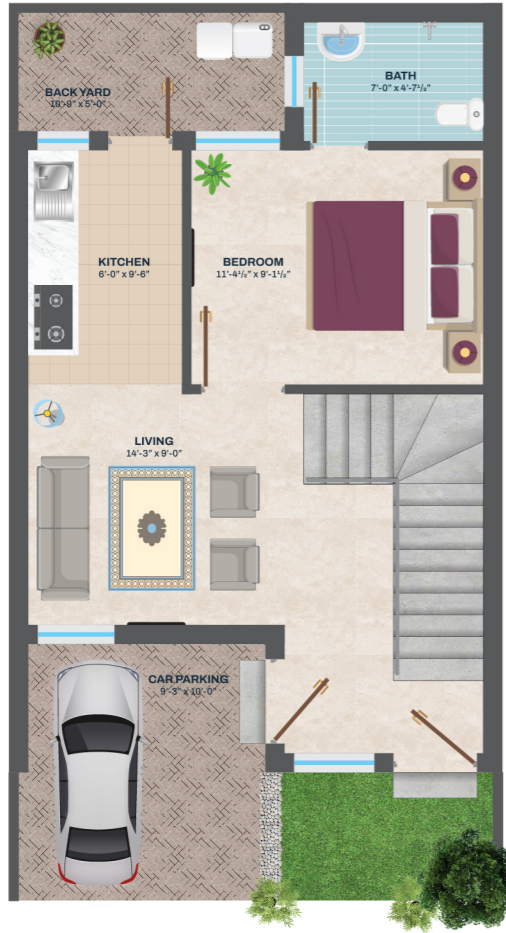 BACK YARD
10'-9" x 5'-0"
BATH
7'-0" x 4'-7½"
KITCHEN
6'-0" x 9'-6"
BEDROOM
11'-4½" x 9'-1½"
LIVING
14'-3" x 9'-0"
CAR PARKING
9'-3" x 10'-0"